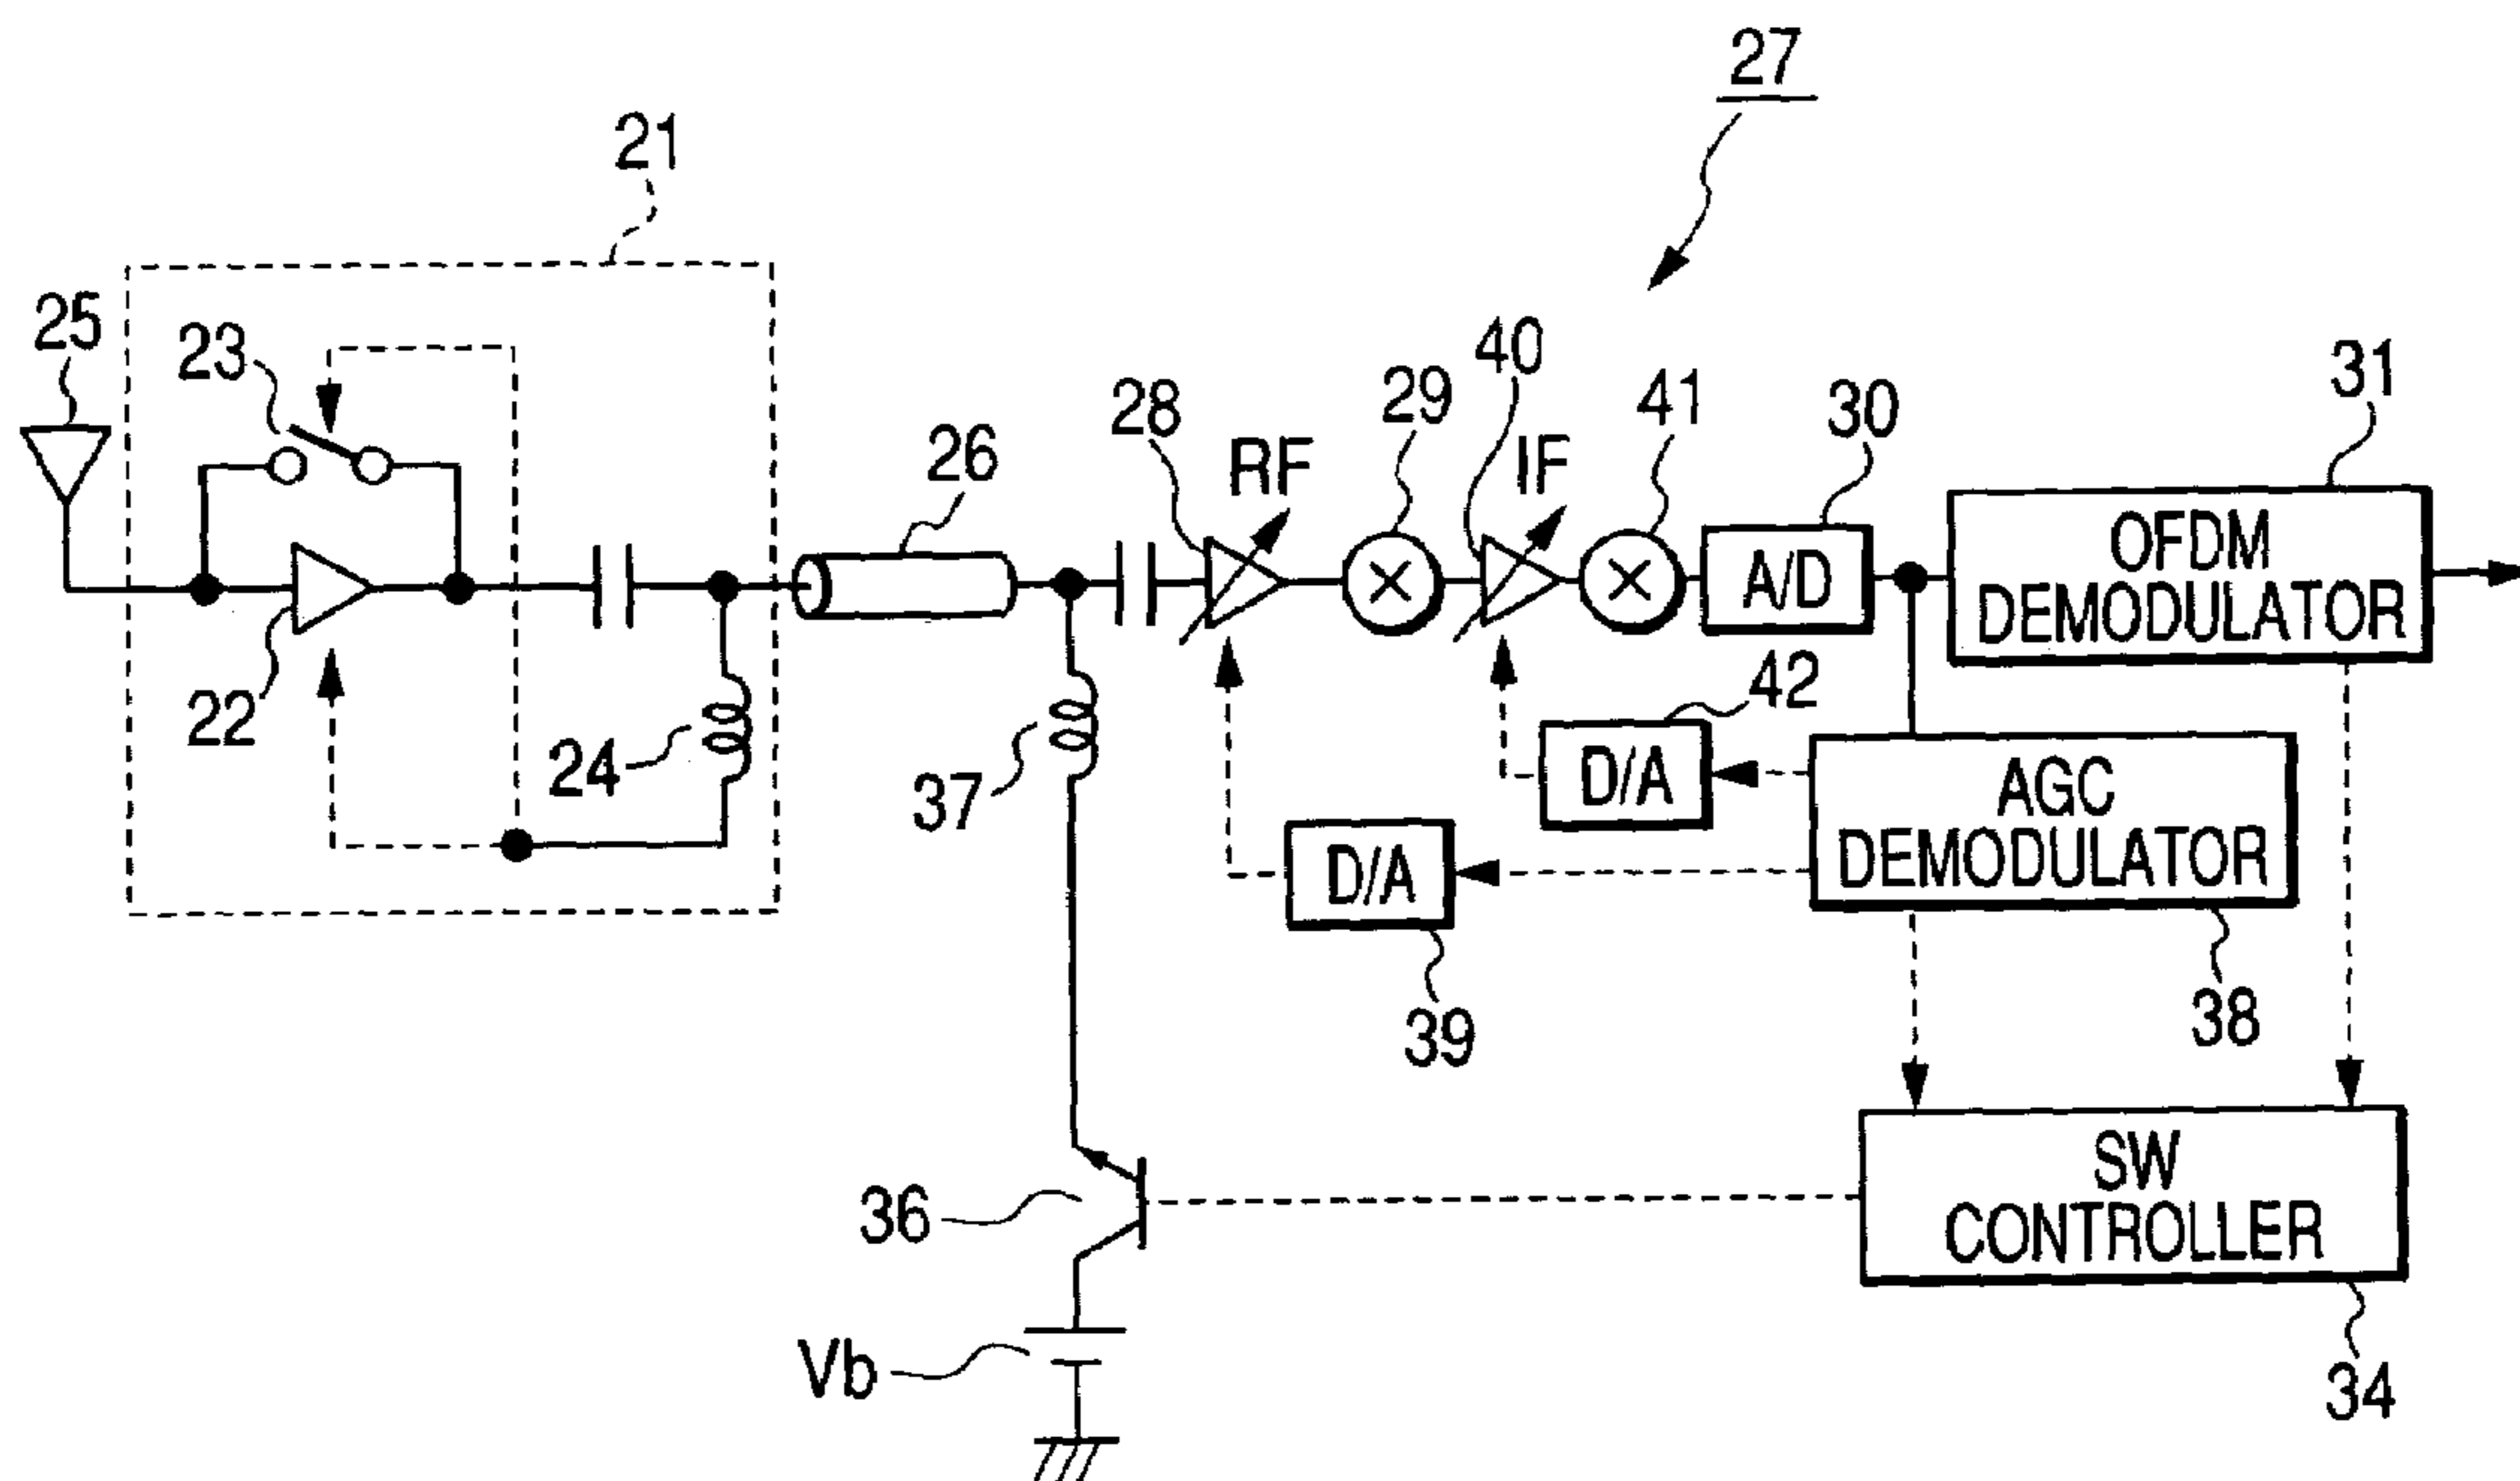 27
21
25
23
40
28
RF
29
IF
41
30
31
26
A/D
OFDM
DEMODULATOR
22
24
37
42
D/A
AGC
DEMODULATOR
D/A
39
38
36
SW
CONTROLLER
Vb
34